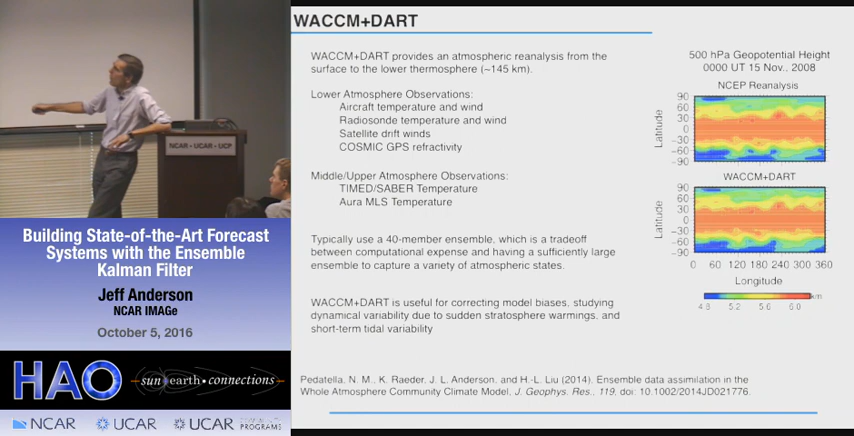 WACCM+DART
WACCM+DART provides an atmospheric reanalysis from the
surface to the lower thermosphere (~145 km).
Lower Atmosphere Observations:
Aircraft temperature and wind
Radiosonde temperature and wind
Satellite drift winds
COSMIC GPS refractivity
Middle/Upper Atmosphere Observations:
TIMED/SABER Temperature
Aura MLS Temperature
Typically use a 40-member ensemble, which is a tradeoff
between computational expense and having a sufficiently large
ensemble to capture a variety of atmospheric states.
WACCM+DART is useful for correcting model biases, studying
dynamical variability due to sudden stratosphere warmings, and
short-term tidal variability
500 hPa Geopotential Height
0000 UT 15 Nov., 2008
NCEP Reanalysis
Latitude
90
60
30
0
-30
-60
-90
WACCM+DART
Latitude
90
60
30
0
-30
-60
-90
0 60 120 180 240 300 360
Longitude
km
4.8 5.2 5.6 6.0
Pedatella, N. M., K. Raeder, J. L. Anderson, and H.-L. Liu (2014), Ensemble data assimilation in the
Whole Atmosphere Community Climate Model, J. Geophys. Res., 119, doi: 10.1002/2014JD021776.
NCAR • UCAR • UCP
Building State-of-the-Art Forecast
Systems with the Ensemble
Kalman Filter
Jeff Anderson
NCAR IMAGe
October 5, 2016
HAO
sun earth • connections
NCAR
UCAR
UCAR
COMMUNITY
PROGRAMS